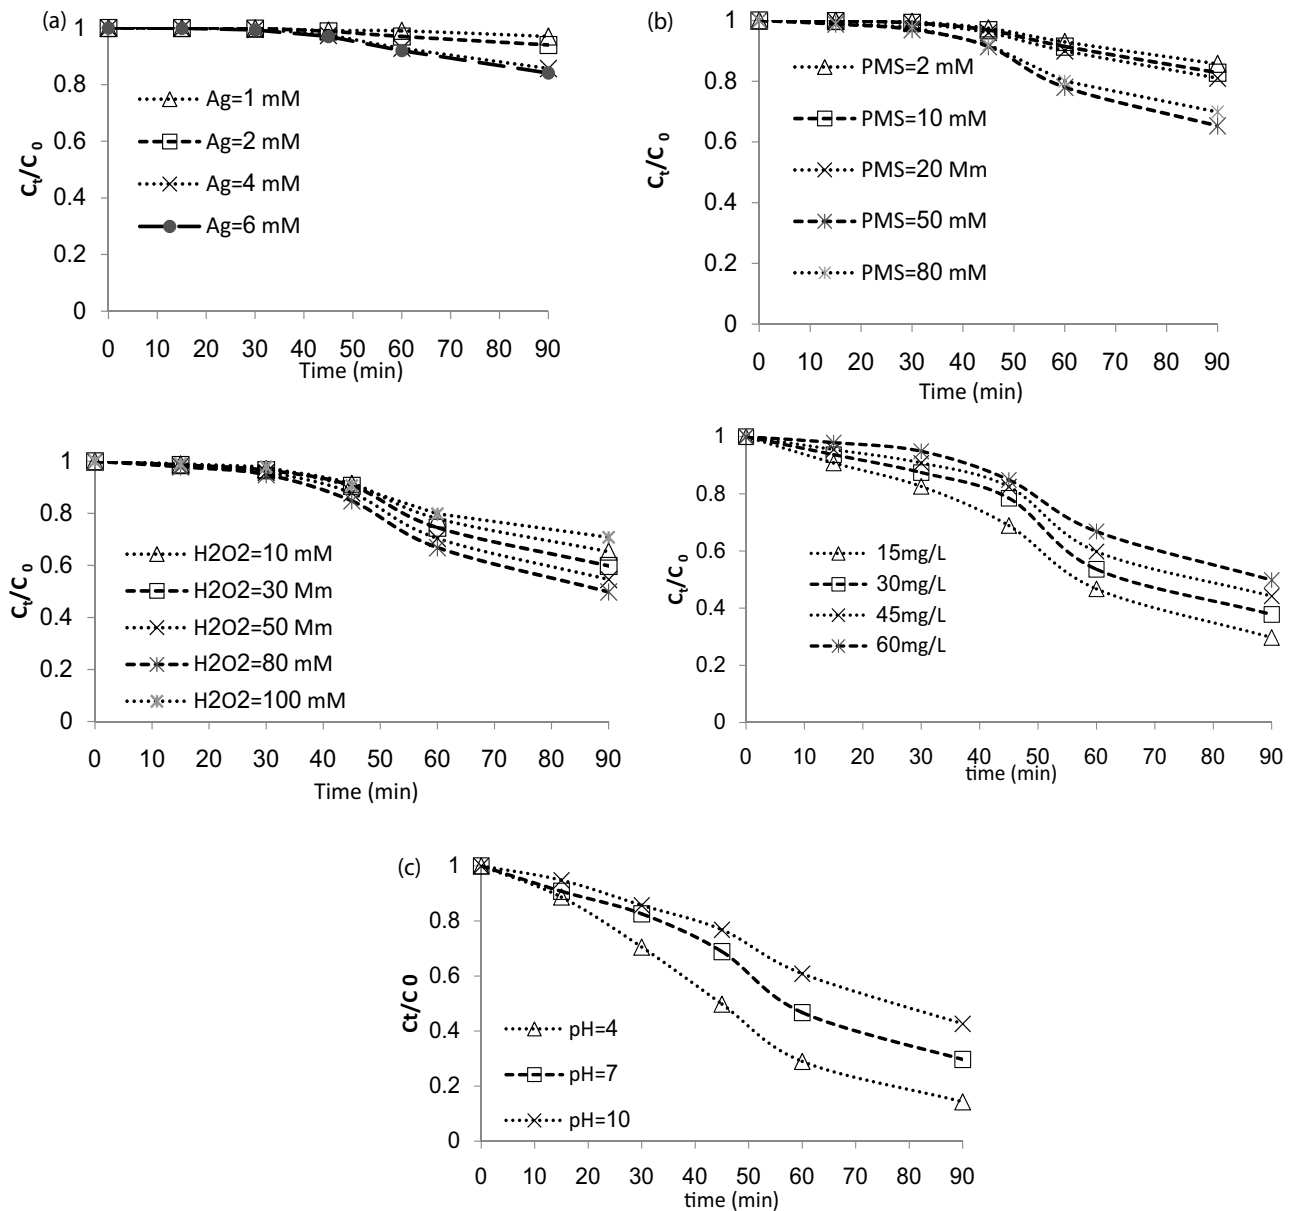 (a)
1
0.8
0.6
0.4
0.2
0
Ct/C0
Ag=1 mM
Ag=2 mM
Ag=4 mM
Ag=6 mM
0 10 20 30 40 50 60 70 80 90
Time (min)
(b)
1
0.8
0.6
0.4
0.2
0
Ct/C0
PMS=2 mM
PMS=10 mM
PMS=20 Mm
PMS=50 mM
PMS=80 mM
0 10 20 30 40 50 60 70 80 90
Time (min)
1
0.8
0.6
0.4
0.2
0
Ct/C0
H2O2=10 mM
H2O2=30 Mm
H2O2=50 Mm
H2O2=80 mM
H2O2=100 mM
0 10 20 30 40 50 60 70 80 90
Time (min)
1
0.8
0.6
0.4
0.2
0
Ct/C0
15mg/L
30mg/L
45mg/L
60mg/L
0 10 20 30 40 50 60 70 80 90
time (min)
(c)
1
0.8
0.6
0.4
0.2
0
Ct/C0
pH=4
pH=7
pH=10
0 10 20 30 40 50 60 70 80 90
time (min)